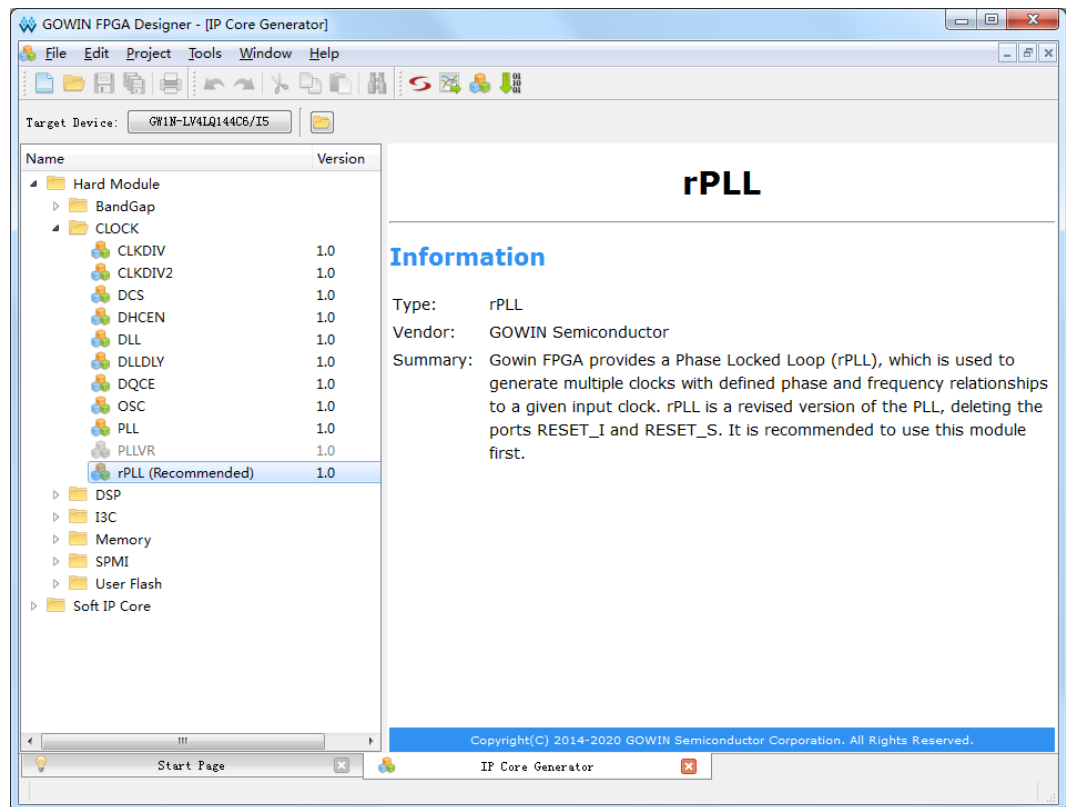 GOWIN FPGA Designer - [IP Core Generator]
File Edit Project Tools Window Help
Target Device: GW1N-LV4LQ144C6/I5
Name Version
Hard Module
BandGap
CLOCK
CLKDIV 1.0
CLKDIV2 1.0
DCS 1.0
DHCEN 1.0
DLL 1.0
DLLDLY 1.0
DQCE 1.0
OSC 1.0
PLL 1.0
PLLVR 1.0
rPLL (Recommended) 1.0
DSP
I3C
Memory
SPMI
User Flash
Soft IP Core
rPLL
Information
Type: rPLL
Vendor: GOWIN Semiconductor
Summary: Gowin FPGA provides a Phase Locked Loop (rPLL), which is used to
generate multiple clocks with defined phase and frequency relationships
to a given input clock. rPLL is a revised version of the PLL, deleting the
ports RESET_I and RESET_S. It is recommended to use this module
first.
Copyright(C) 2014-2020 GOWIN Semiconductor Corporation. All Rights Reserved.
Start Page IP Core Generator